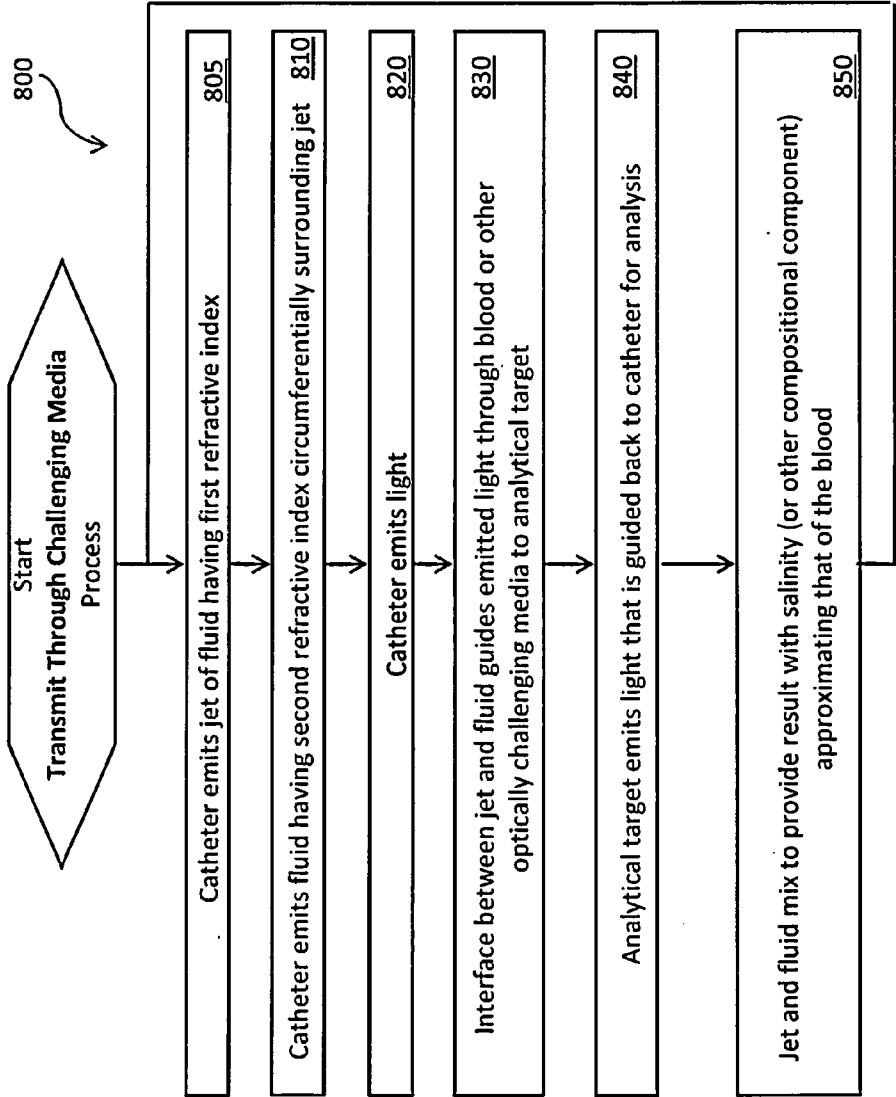 800
Start
Transmit Through Challenging Media
Process
Catheter emits jet of fluid having first refractive index
805
Catheter emits fluid having second refractive index circumferentially surrounding jet
810
Catheter emits light
820
Interface between jet and fluid guides emitted light through blood or other
optically challenging media to analytical target
830
Analytical target emits light that is guided back to catheter for analysis
840
Jet and fluid mix to provide result with salinity (or other compositional component)
approximating that of the blood
850